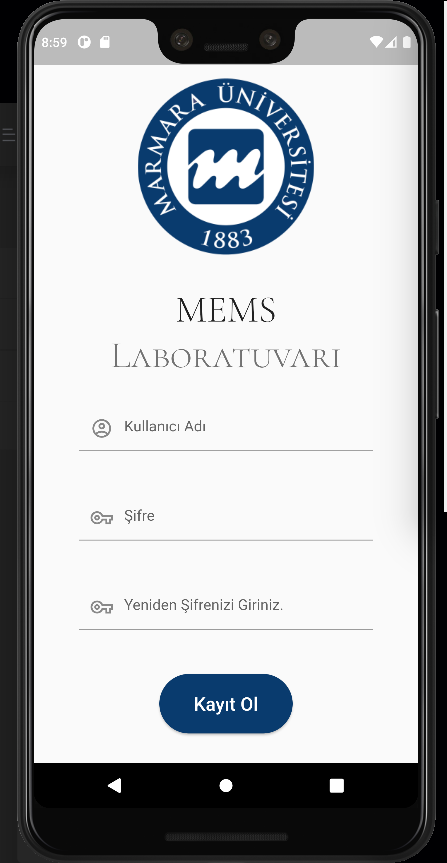 8:59
MARMARA ÜNİVERSİTESİ
1883
MEMS
LABORATUVARI
Kullanıcı Adı
Şifre
Yeniden Şifrenizi Giriniz.
Kayıt Ol